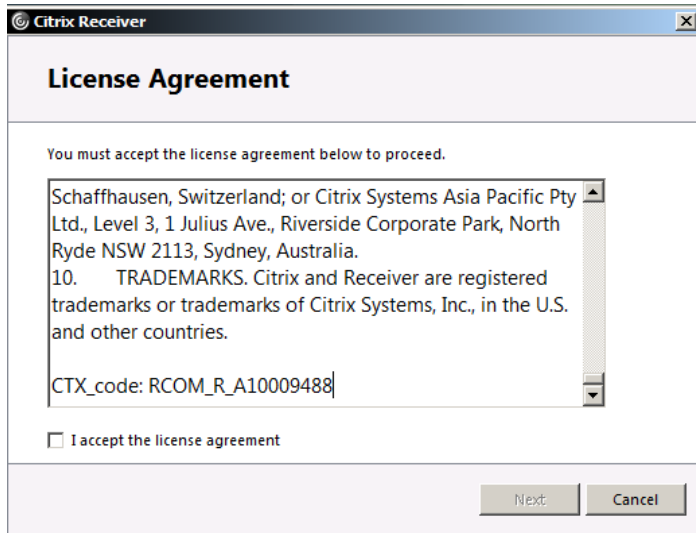 Citrix Receiver
License Agreement
You must accept the license agreement below to proceed.
Schaffhausen, Switzerland; or Citrix Systems Asia Pacific Pty
Ltd., Level 3, 1 Julius Ave., Riverside Corporate Park, North
Ryde NSW 2113, Sydney, Australia.
10. TRADEMARKS. Citrix and Receiver are registered
trademarks or trademarks of Citrix Systems, Inc., in the U.S.
and other countries.
CTX_code: RCOM_R_A10009488
I accept the license agreement
Next Cancel